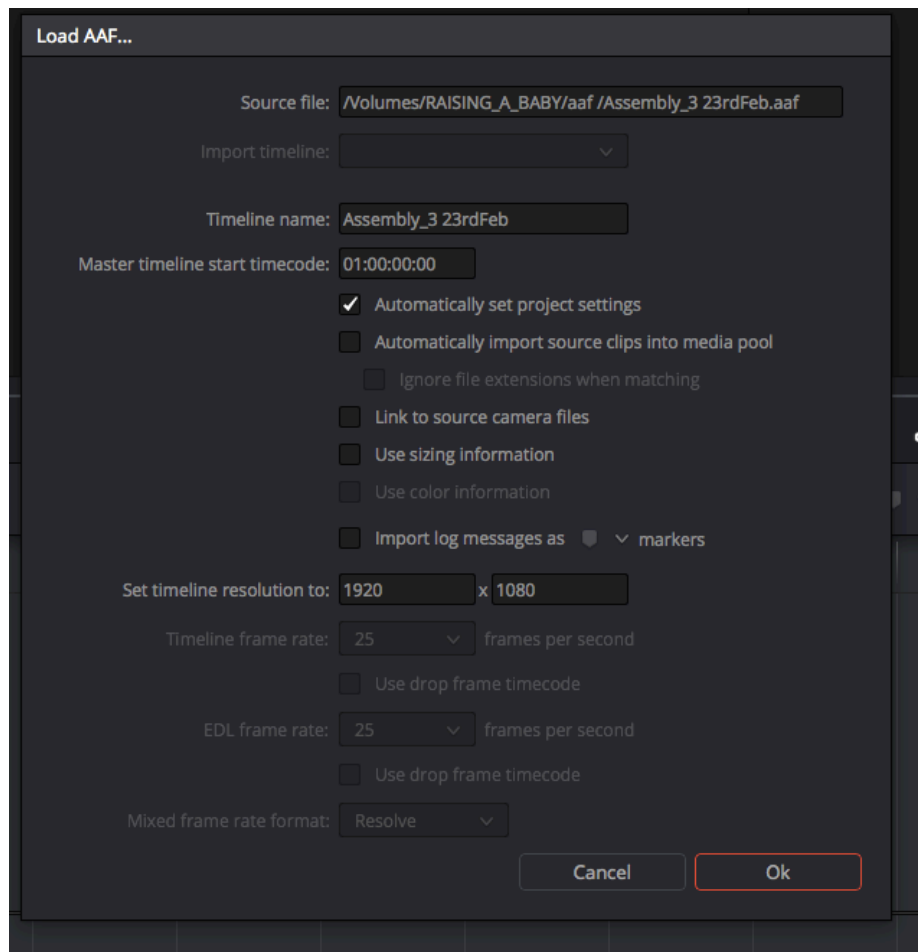 Load AAF...
Source file: /Volumes/RAISING_A_BABY/aaf /Assembly_3 23rdFeb.aaf
Import timeline:
Timeline name: Assembly_3 23rdFeb
Master timeline start timecode: 01:00:00:00
Automatically set project settings
Automatically import source clips into media pool
Ignore file extensions when matching
Link to source camera files
Use sizing information
Use color information
Import log messages as markers
Set timeline resolution to: 1920 x 1080
Timeline frame rate: 25 frames per second
Use drop frame timecode
EDL frame rate: 25 frames per second
Use drop frame timecode
Mixed frame rate format: Resolve
Cancel Ok